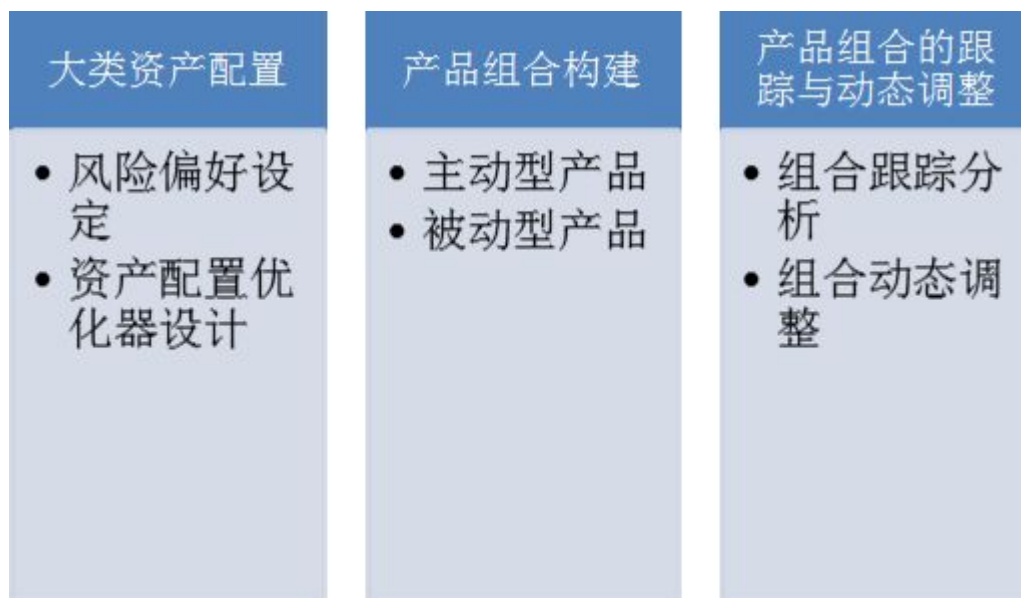 大类资产配置
• 风险偏好设
定
• 资产配置优
化器设计
产品组合构建
• 主动型产品
• 被动型产品
产品组合的跟
踪与动态调整
• 组合跟踪分
析
• 组合动态调
整